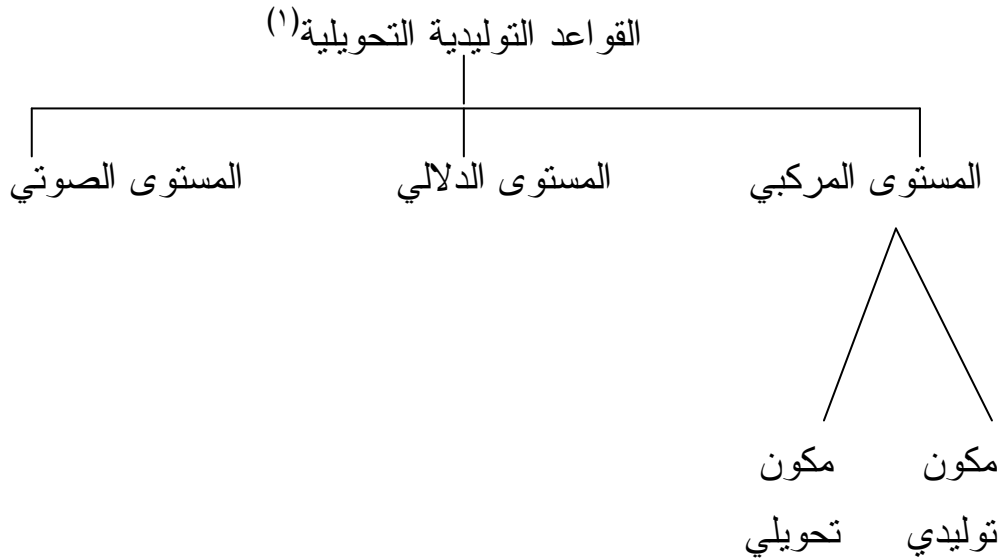 القواعد التوليدية التحويلية(١)
المستوى المركبي المستوى الدلالي المستوى الصوتي
مكون مكون
توليدي تحويلي